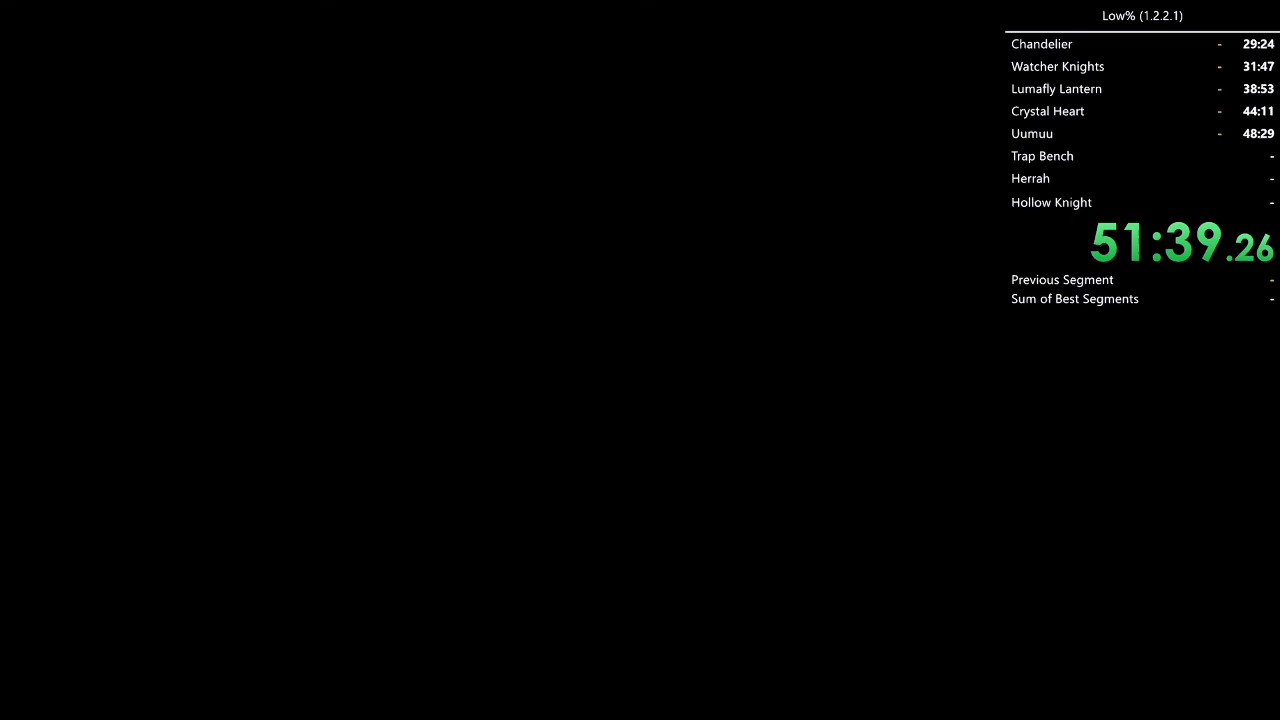 Low% (1.2.2.1)
Chandelier - 29:24
Watcher Knights - 31:47
Lumafly Lantern - 38:53
Crystal Heart - 44:11
Uumuu - 48:29
Trap Bench -
Herrah -
Hollow Knight -
51:39.26
Previous Segment -
Sum of Best Segments -